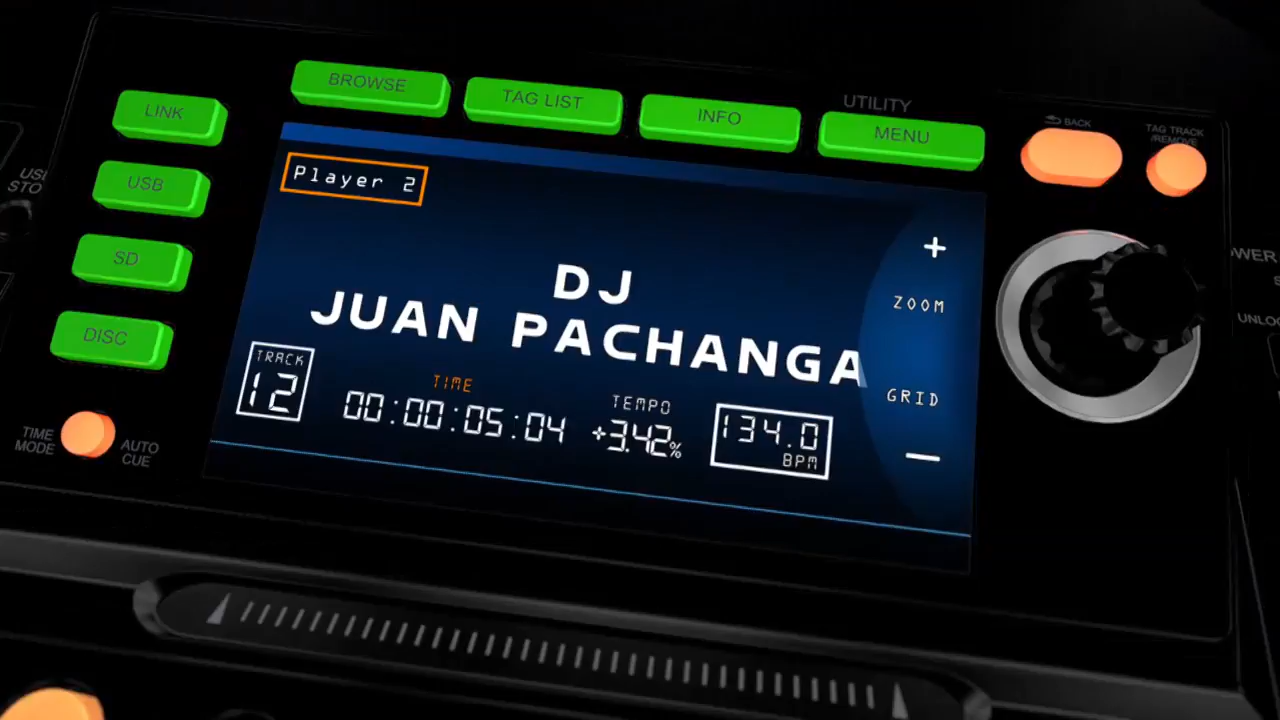 BROWSE
TAG LIST
INFO
UTILITY
MENU
BACK
TAG TRACK
/REMOVE
LINK
USB
SD
DISC
TIME
MODE
AUTO
CUE
Player 2
DJ
JUAN PACHANGA
TRACK
12
TIME
00:00:05:04
TEMPO
+3.42%
134.0
BPM
+
ZOOM
GRID
−